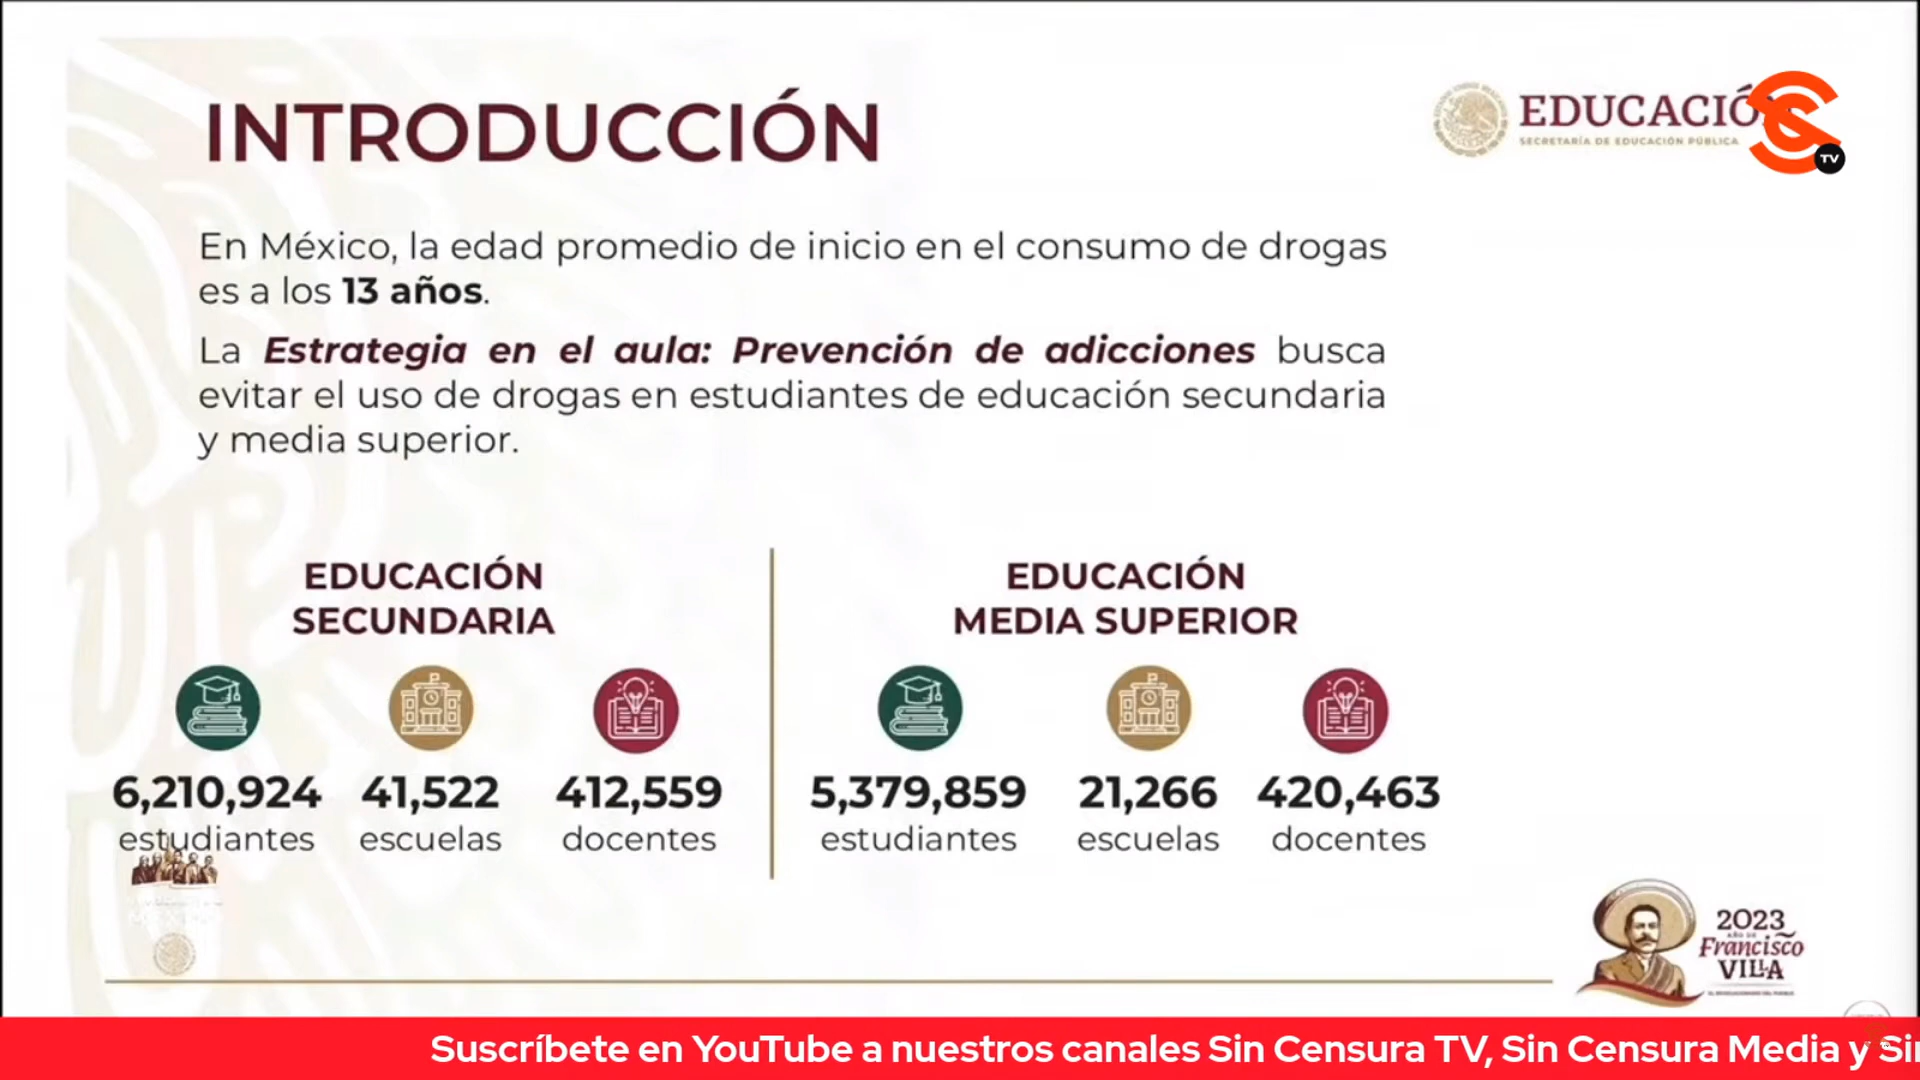 INTRODUCCIÓN
EDUCACIÓ
SECRETARÍA DE EDUCACIÓN PÚBLICA
TV
En México, la edad promedio de inicio en el consumo de drogas
es a los 13 años.
La Estrategia en el aula: Prevención de adicciones busca
evitar el uso de drogas en estudiantes de educación secundaria
y media superior.
EDUCACIÓN
SECUNDARIA
6,210,924 41,522 412,559
estudiantes escuelas docentes
EDUCACIÓN
MEDIA SUPERIOR
5,379,859 21,266 420,463
estudiantes escuelas docentes
2023
AÑO DE
Francisco
VILLA
Suscríbete en YouTube a nuestros canales Sin Censura TV, Sin Censura Media y Sin